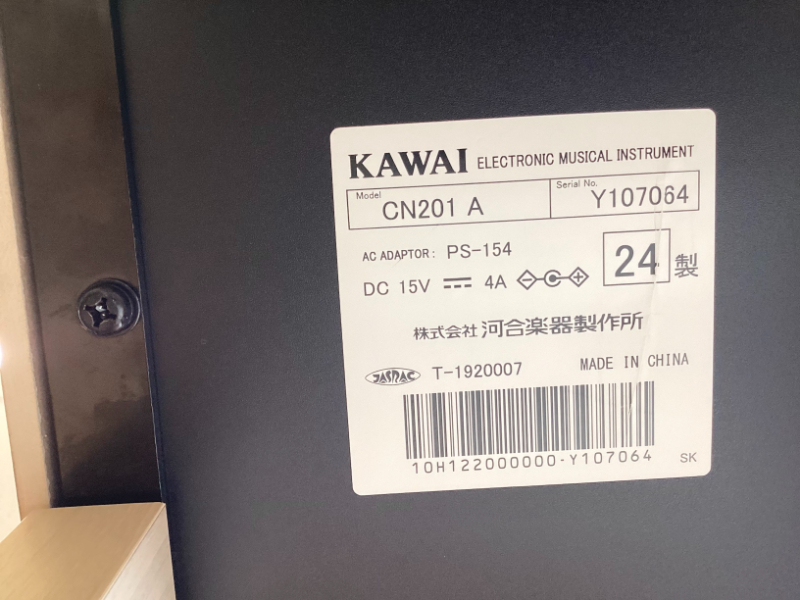 KAWAI ELECTRONIC MUSICAL INSTRUMENT
Model CN201 A Serial No. Y107064
AC ADAPTOR: PS-154
DC 15V 4A
24 製
株式会社 河合楽器製作所
JASRAC T-1920007 MADE IN CHINA
10H122000000-Y107064 SK